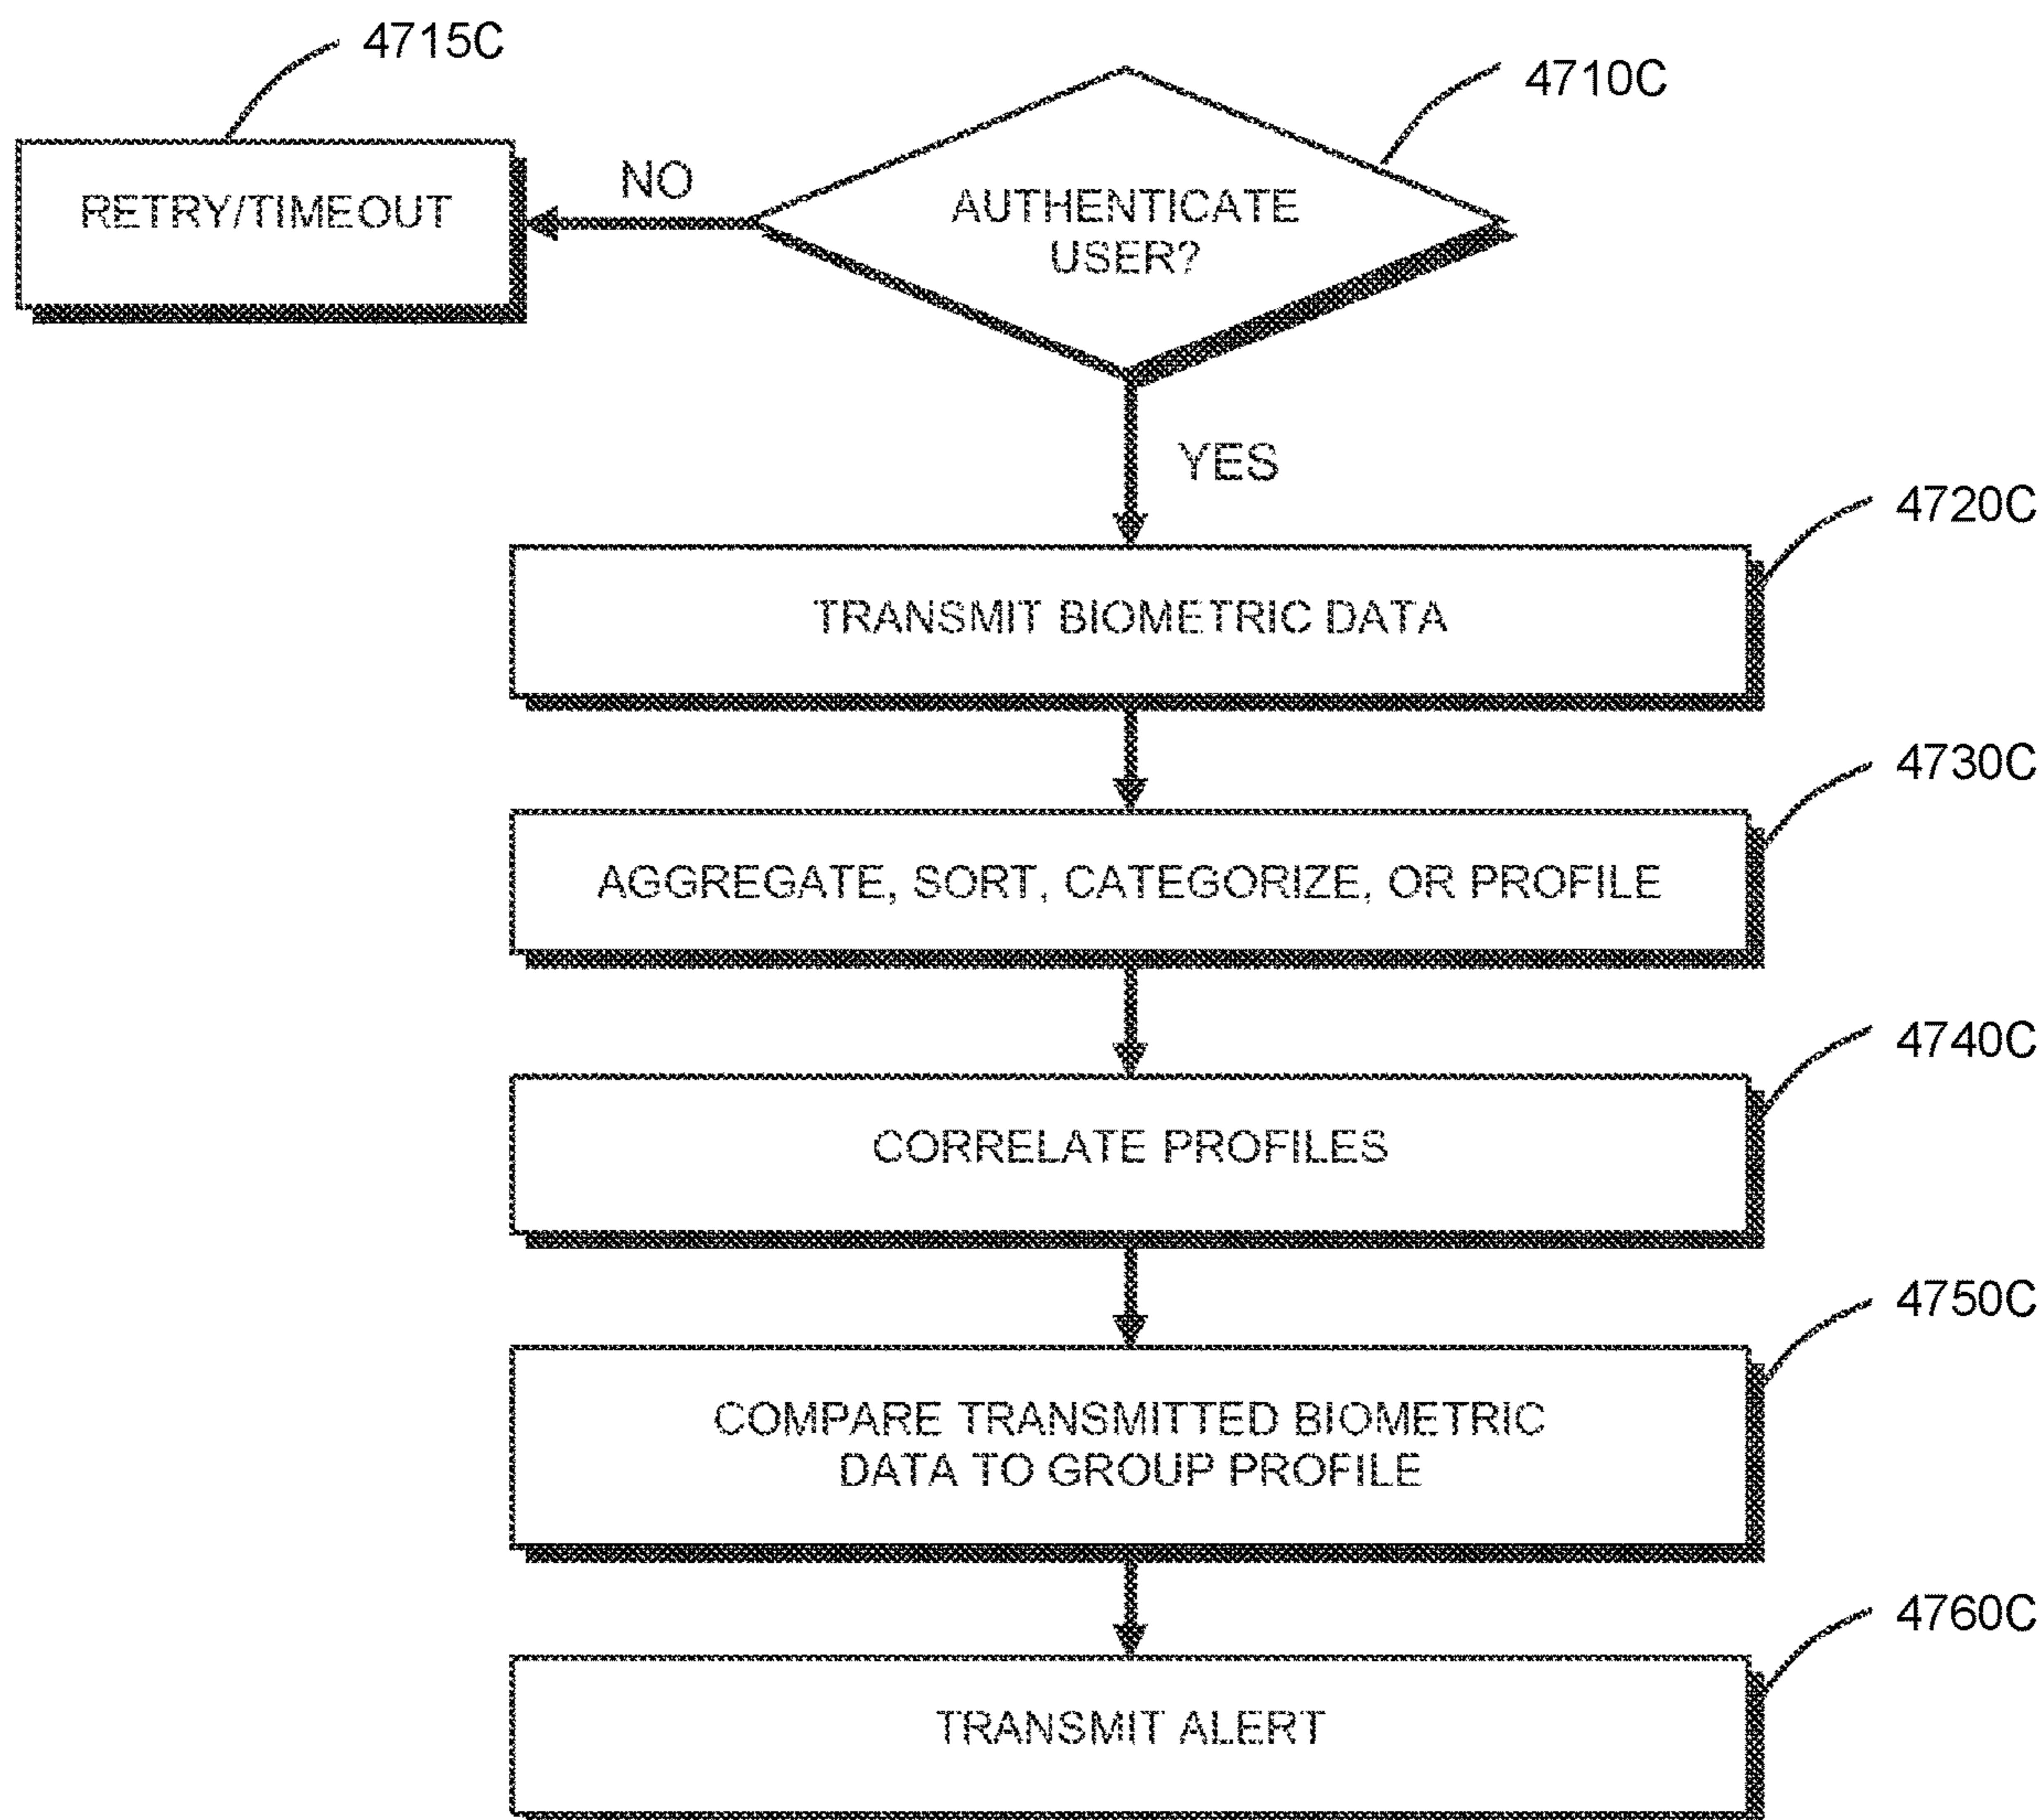 4715C
4710C
RETRY/TIMEOUT
NO
AUTHENTICATE
USER?
YES
4720C
TRANSMIT BIOMETRIC DATA
4730C
AGGREGATE, SORT, CATEGORIZE, OR PROFILE
4740C
CORRELATE PROFILES
4750C
COMPARE TRANSMITTED BIOMETRIC
DATA TO GROUP PROFILE
4760C
TRANSMIT ALERT